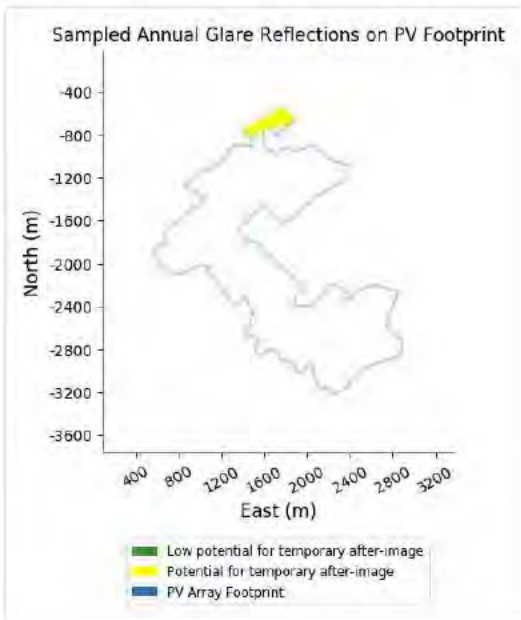 Sampled Annual Glare Reflections on PV Footprint
North (m)
-400
-800
-1200
-1600
-2000
-2400
-2800
-3200
-3600
400
800
1200
1600
2000
2400
2800
3200
East (m)
Low potential for temporary after-image
Potential for temporary after-image
PV Array Footprint